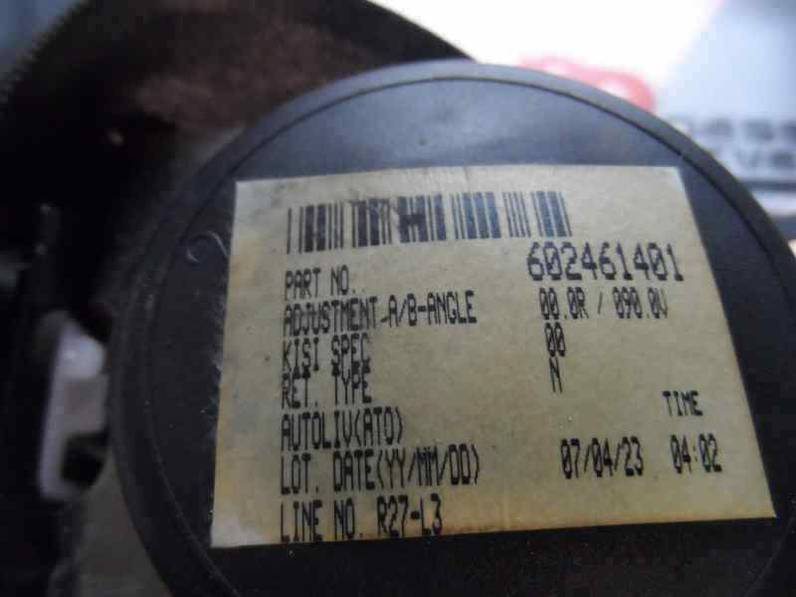 602461401
PART NO.
ADJUSTMENT A/B-ANGLE 00.0R / 090.0V
KISI SPEC 00
RET. TYPE N
AUTOLIV(ATO) TIME
LOT. DATE(YY/MM/DD) 07/04/23 04:02
LINE NO. R27-L3